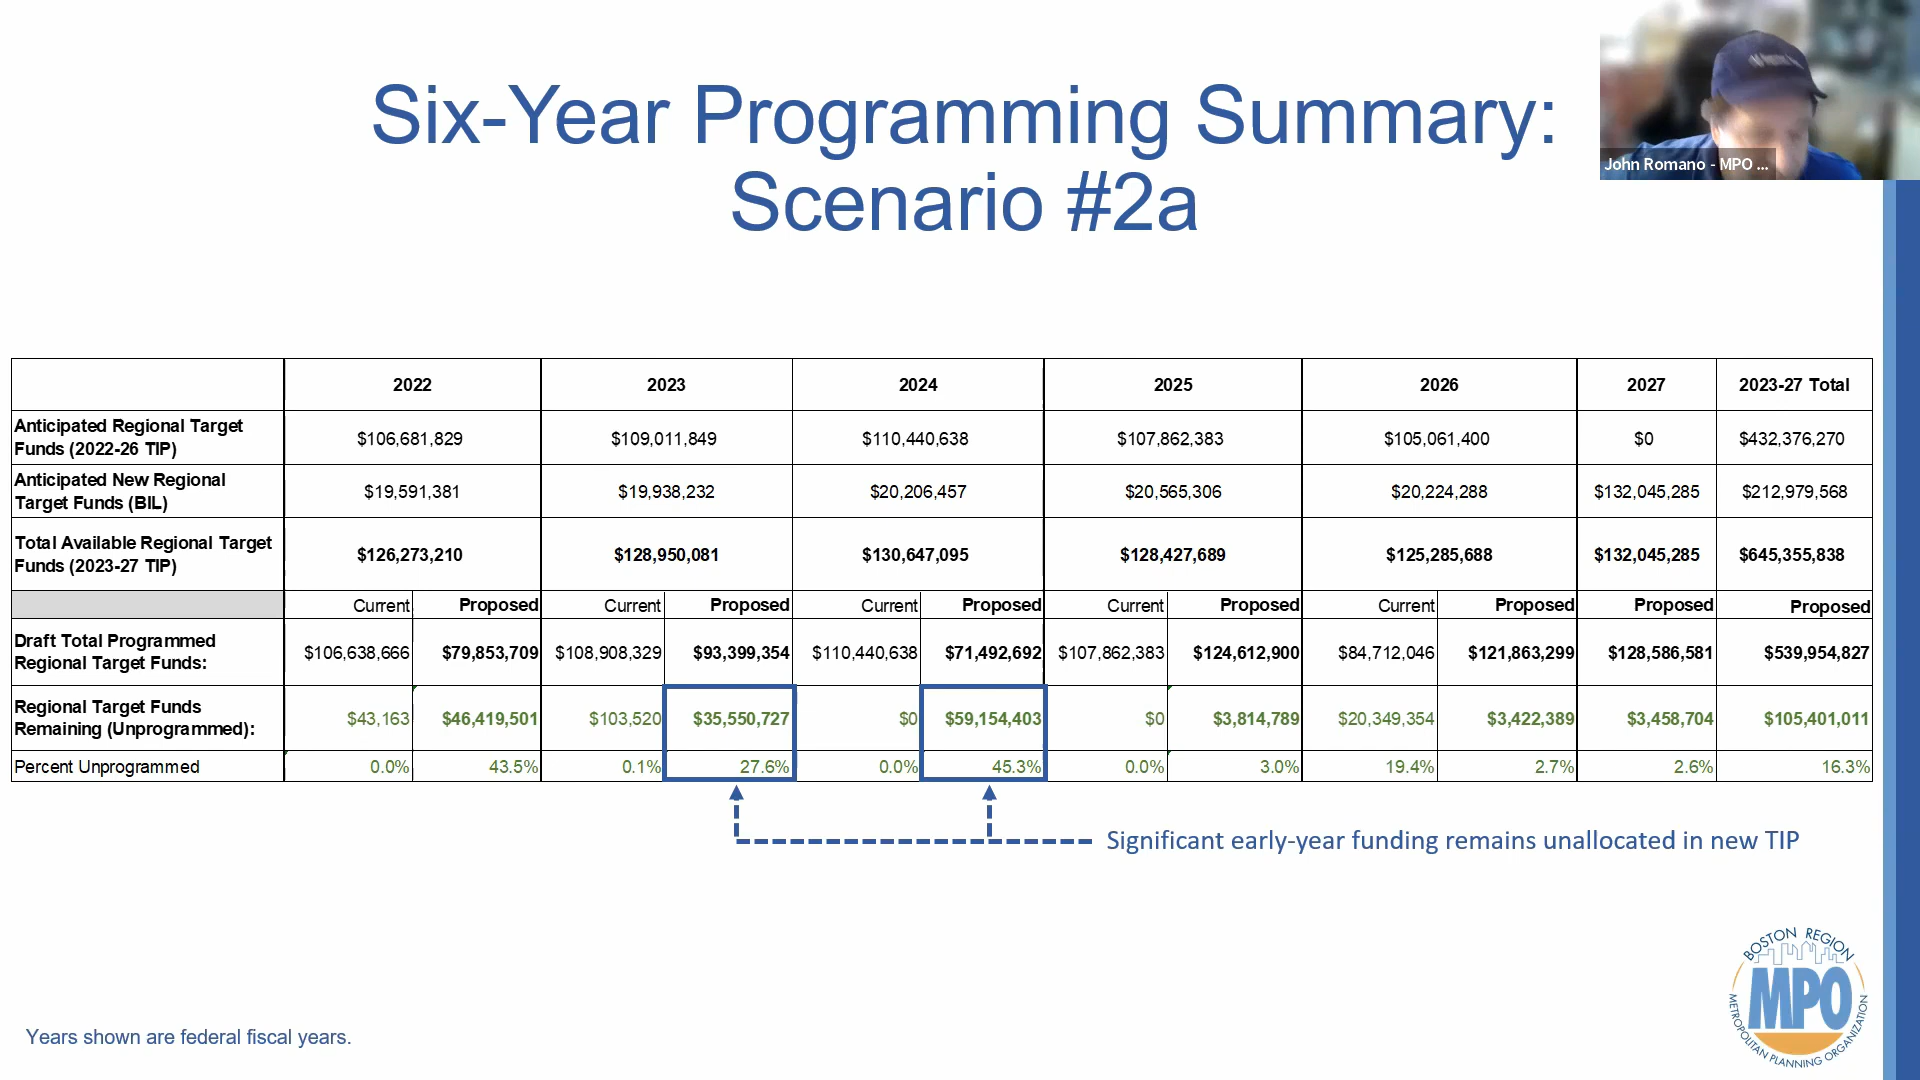 Six-Year Programming Summary:
Scenario #2a
John Romano - MPO ...
2022 2023 2024 2025 2026 2027 2023-27 Total
Anticipated Regional Target
Funds (2022-26 TIP)
$106,681,829 $109,011,849 $110,440,638 $107,862,383 $105,061,400 $0 $432,376,270
Anticipated New Regional
Target Funds (BIL)
$19,591,381 $19,938,232 $20,206,457 $20,565,306 $20,224,288 $132,045,285 $212,979,568
Total Available Regional Target
Funds (2023-27 TIP)
$126,273,210 $128,950,081 $130,647,095 $128,427,689 $125,285,688 $132,045,285 $645,355,838
Current Proposed Current Proposed Current Proposed Current Proposed Current Proposed Proposed Proposed
Draft Total Programmed
Regional Target Funds:
$106,638,666 $79,853,709 $108,908,329 $93,399,354 $110,440,638 $71,492,692 $107,862,383 $124,612,900 $84,712,046 $121,863,299 $128,586,581 $539,954,827
Regional Target Funds
Remaining (Unprogrammed):
$43,163 $46,419,501 $103,520 $35,550,727 $0 $59,154,403 $0 $3,814,789 $20,349,354 $3,422,389 $3,458,704 $105,401,011
Percent Unprogrammed 0.0% 43.5% 0.1% 27.6% 0.0% 45.3% 0.0% 3.0% 19.4% 2.7% 2.6% 16.3%
Significant early-year funding remains unallocated in new TIP
Years shown are federal fiscal years.
BOSTON REGION
MPO
METROPOLITAN PLANNING ORGANIZATION